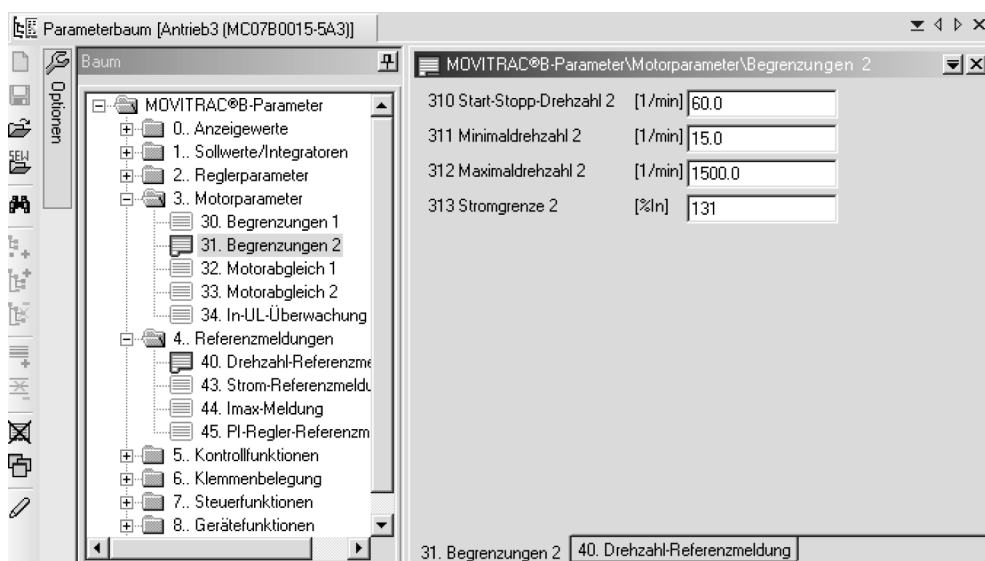 Parameterbaum [Antrieb3 (MC07B0015-5A3)]
Optionen
SEW
Baum
MOVITRAC®B-Parameter
0.. Anzeigewerte
1.. Sollwerte/Integratoren
2.. Reglerparameter
3.. Motorparameter
30. Begrenzungen 1
31. Begrenzungen 2
32. Motorabgleich 1
33. Motorabgleich 2
34. In-UL-Überwachung
4.. Referenzmeldungen
40. Drehzahl-Referenzme
43. Strom-Referenzmeldu
44. Imax-Meldung
45. PI-Regler-Referenzm
5.. Kontrollfunktionen
6.. Klemmenbelegung
7.. Steuerfunktionen
8.. Gerätefunktionen
MOVITRAC®B-Parameter\Motorparameter\Begrenzungen 2
310 Start-Stopp-Drehzahl 2 [1/min] 60.0
311 Minimaldrehzahl 2 [1/min] 15.0
312 Maximaldrehzahl 2 [1/min] 1500.0
313 Stromgrenze 2 [%In] 131
31. Begrenzungen 2 40. Drehzahl-Referenzmeldung